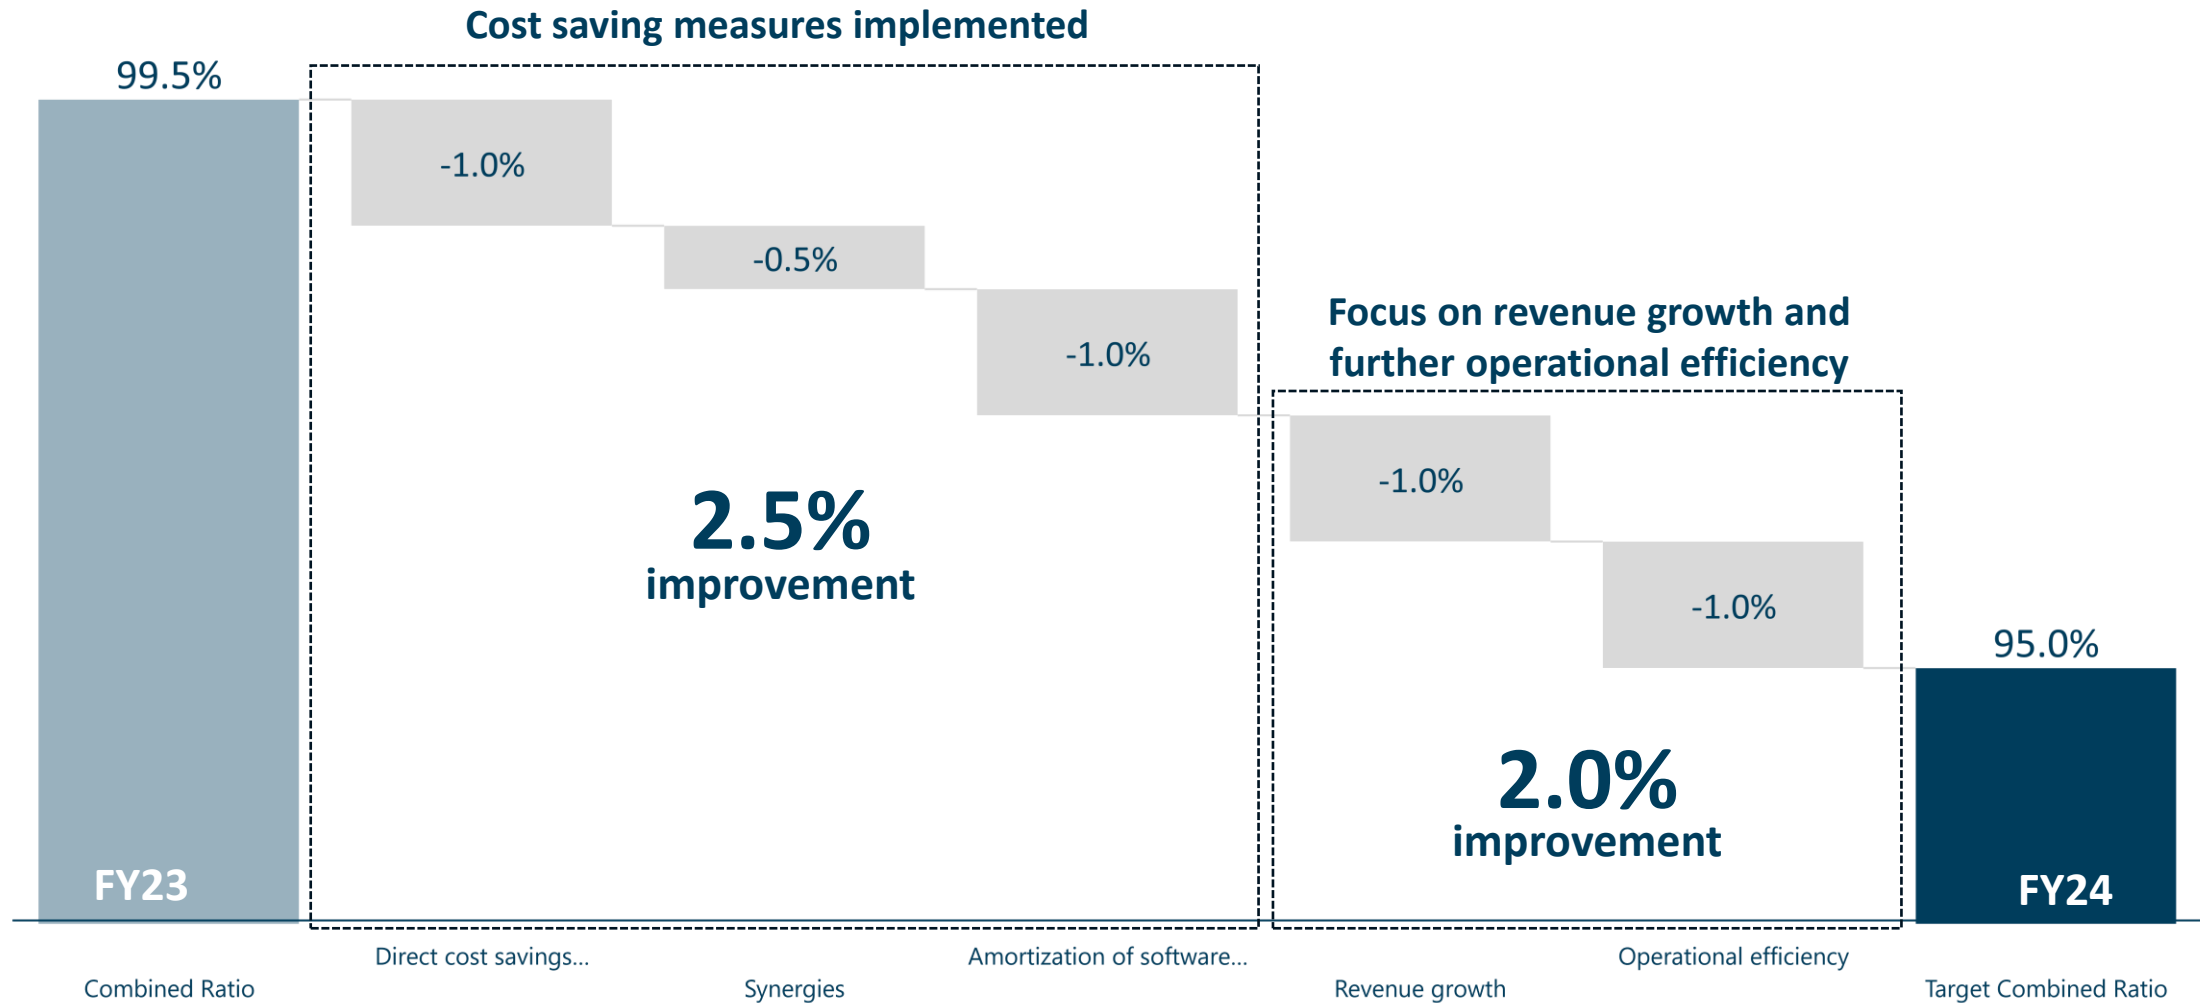 Cost saving measures implemented
99.5%
-1.0%
-0.5%
-1.0%
2.5%
improvement
Focus on revenue growth and
further operational efficiency
-1.0%
-1.0%
2.0%
improvement
95.0%
FY23
FY24
Combined Ratio
Direct cost savings...
Synergies
Amortization of software...
Revenue growth
Operational efficiency
Target Combined Ratio